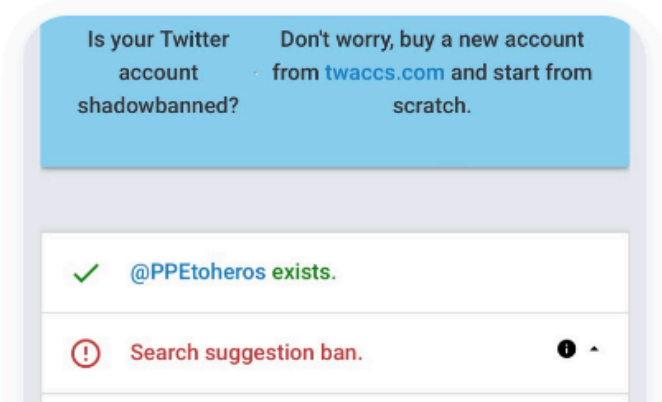 Is your Twitter
account
shadowbanned?
Don't worry, buy a new account
from twaccs.com and start from
scratch.
@PPEtoheros exists.
Search suggestion ban.